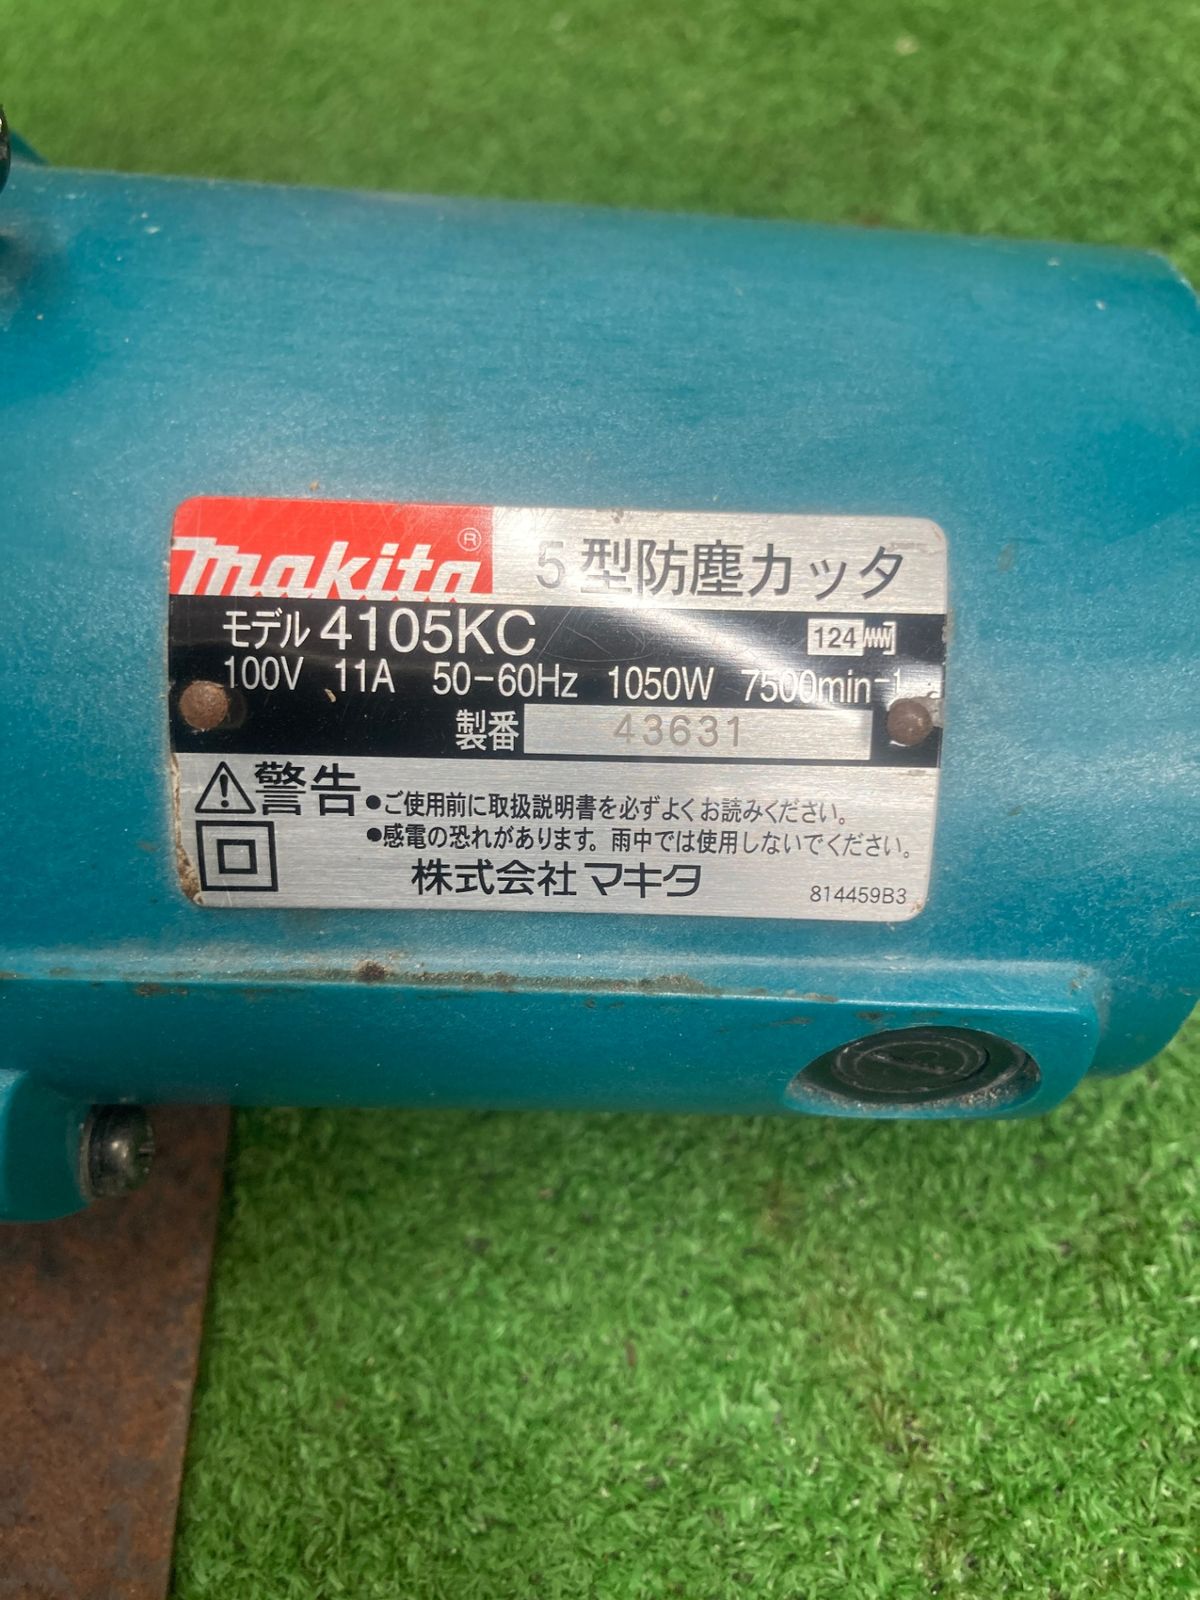 makita®
5型防塵カッタ
モデル 4105KC
124
100V 11A 50-60Hz 1050W 7500min⁻¹
製番 43631
警告 ●ご使用前に取扱説明書を必ずよくお読みください。
●感電の恐れがあります。雨中では使用しないでください。
株式会社マキタ
814459B3